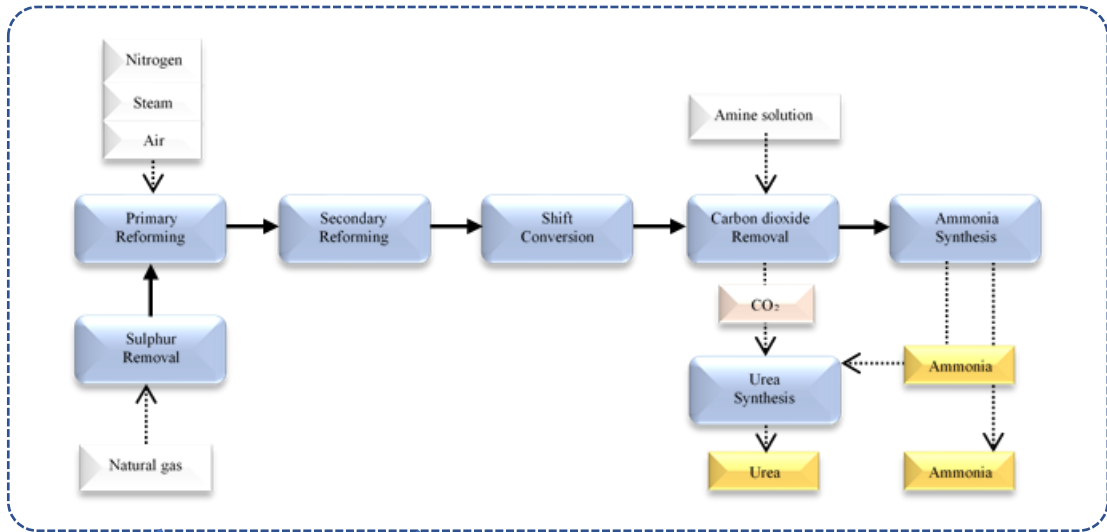 Nitrogen
Steam
Air
Amine solution
Primary
Reforming
Secondary
Reforming
Shift
Conversion
Carbon dioxide
Removal
Ammonia
Synthesis
CO₂
Sulphur
Removal
Urea
Synthesis
Ammonia
Natural gas
Urea
Ammonia